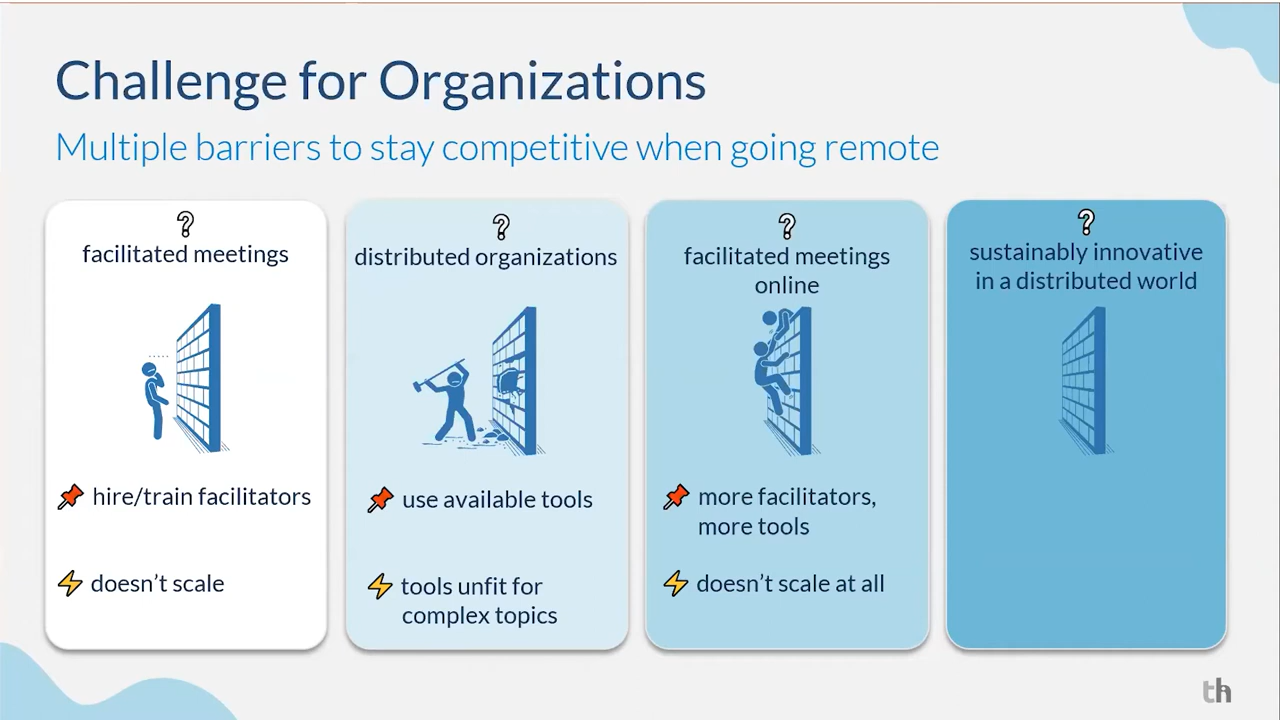 Challenge for Organizations
Multiple barriers to stay competitive when going remote
?
facilitated meetings
hire/train facilitators
doesn’t scale
?
distributed organizations
use available tools
tools unfit for
complex topics
?
facilitated meetings
online
more facilitators,
more tools
doesn’t scale at all
?
sustainably innovative
in a distributed world
th